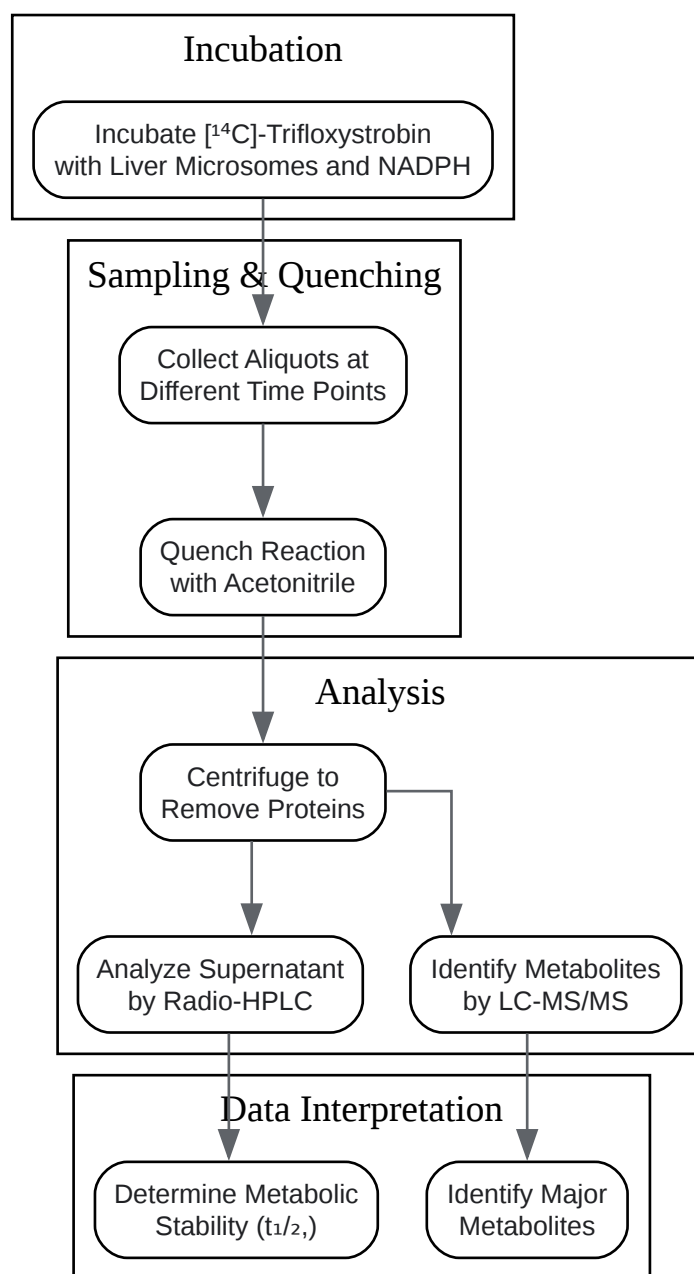 Incubation
Incubate [¹⁴C]-Trifloxystrobin
with Liver Microsomes and NADPH
Sampling & Quenching
Collect Aliquots at
Different Time Points
Quench Reaction
with Acetonitrile
Analysis
Centrifuge to
Remove Proteins
Analyze Supernatant
by Radio-HPLC
Identify Metabolites
by LC-MS/MS
Data Interpretation
Determine Metabolic
Stability (t₁/₂,)
Identify Major
Metabolites